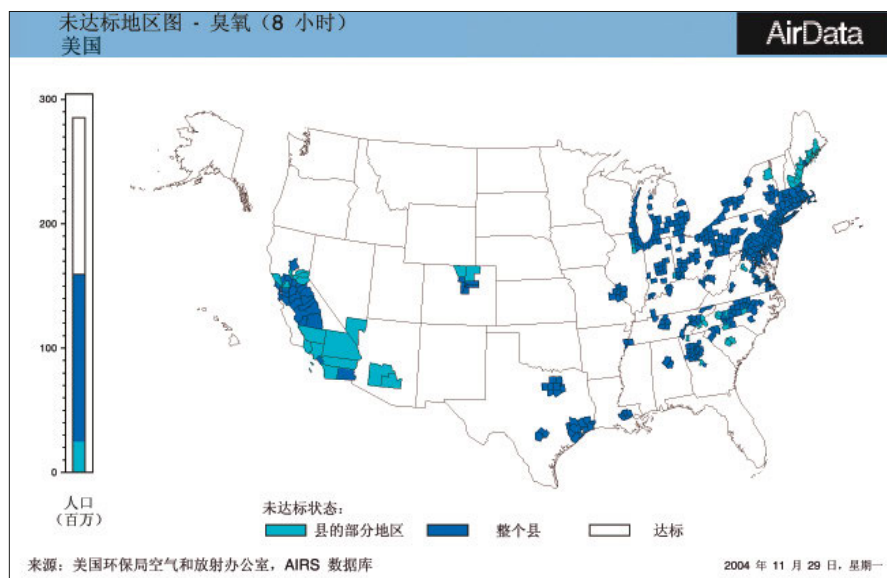 未达标地区图 - 臭氧（8 小时）
美国
AirData
300
200
100
0
人口
（百万）
未达标状态：
县的部分地区 整个县 达标
来源：美国环保局空气和放射办公室，AIRS 数据库
2004 年 11 月 29 日，星期一